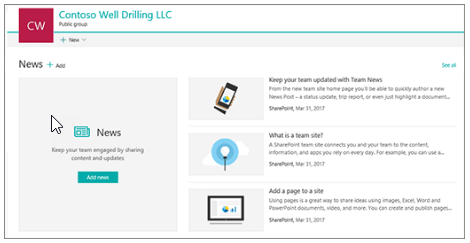 CW
Contoso Well Drilling LLC
Public group
+ New
News + Add
See all
News
Keep your team engaged by sharing
content and updates
Add news
Keep your team updated with Team News
From the new team site home page you'll be able to quickly author a new
News Post – a status update, trip report, or even just highlight a document...
SharePoint, Mar 31, 2017
What is a team site?
A SharePoint team site connects you and your team to the content,
information, and apps you rely on every day. For example, you can use a...
SharePoint, Mar 31, 2017
Add a page to a site
Using pages is a great way to share ideas using images, Excel, Word and
PowerPoint documents, video, and more. You can create and publish pages...
SharePoint, Mar 31, 2017